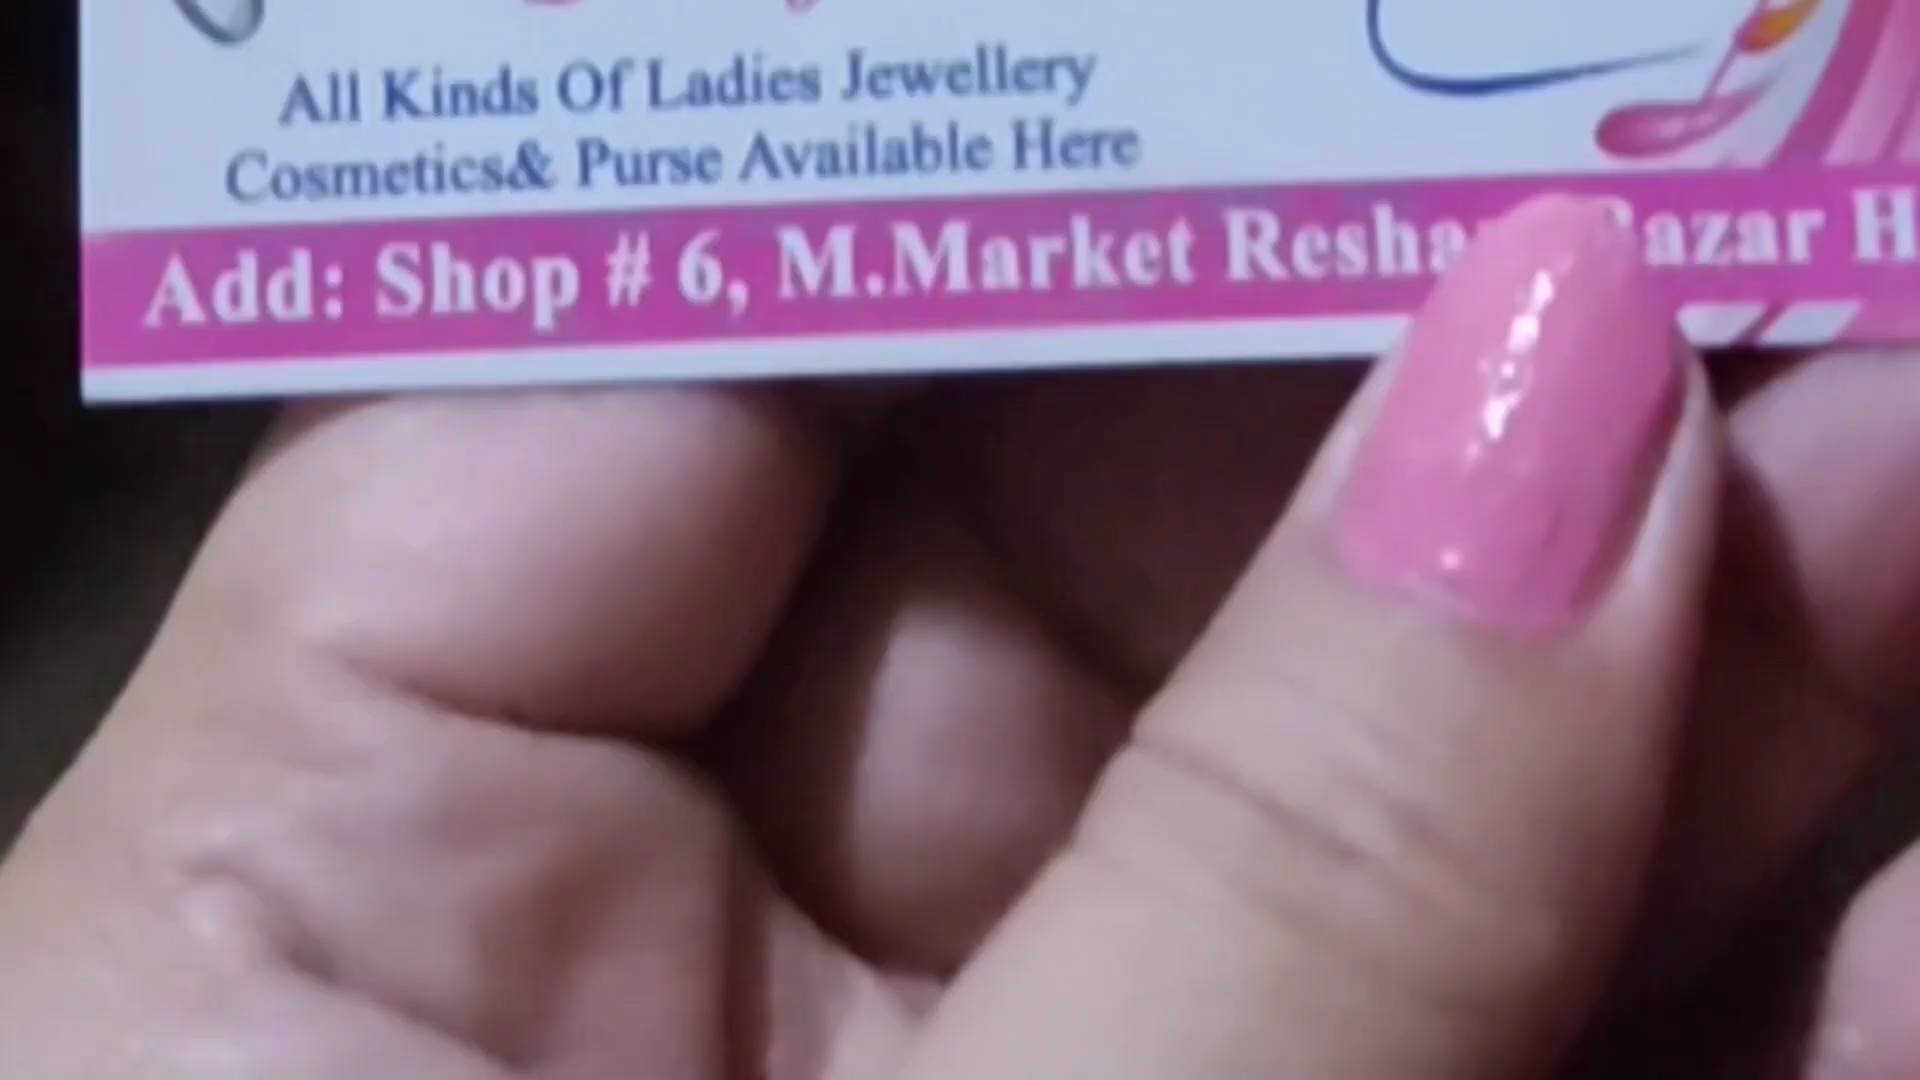 All Kinds Of Ladies Jewellery
Cosmetics& Purse Available Here
Add: Shop # 6, M.Market